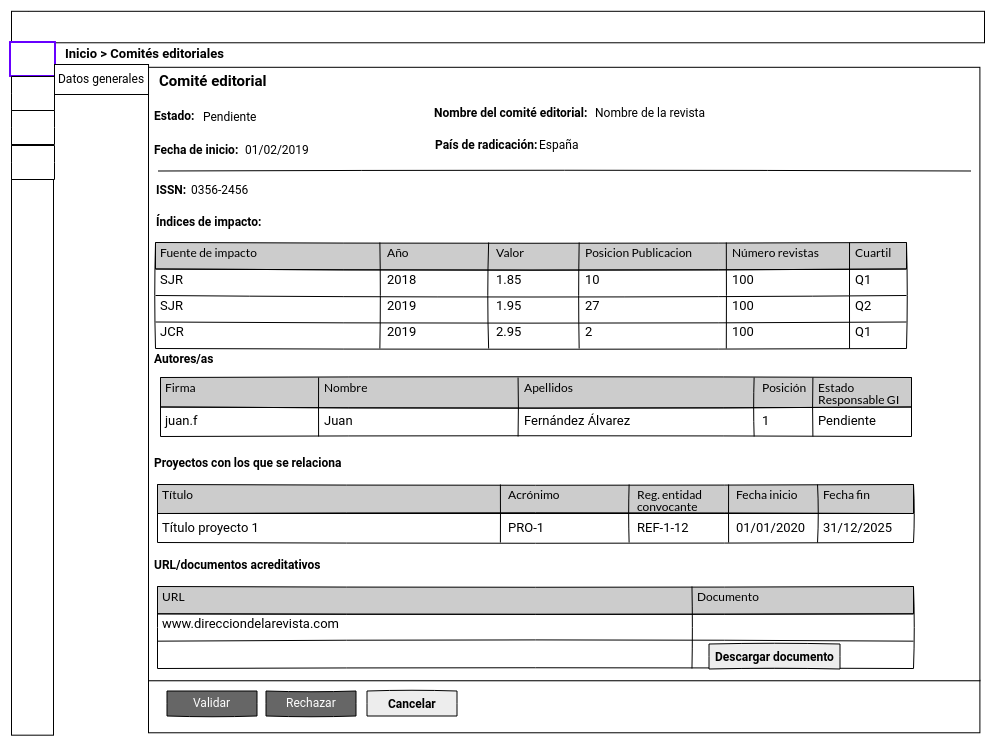 Inicio > Comités editoriales
Datos generales
Comité editorial
Estado: Pendiente
Nombre del comité editorial: Nombre de la revista
Fecha de inicio: 01/02/2019
País de radicación: España
ISSN: 0356-2456
Índices de impacto:
Fuente de impacto Año Valor Posicion Publicacion Número revistas Cuartil
SJR 2018 1.85 10 100 Q1
SJR 2019 1.95 27 100 Q2
JCR 2019 2.95 2 100 Q1
Autores/as
Firma Nombre Apellidos Posición Estado
Responsable GI
juan.f Juan Fernández Álvarez 1 Pendiente
Proyectos con los que se relaciona
Título Acrónimo Reg. entidad Fecha inicio Fecha fin
convocante
Título proyecto 1 PRO-1 REF-1-12 01/01/2020 31/12/2025
URL/documentos acreditativos
URL Documento
www.direcciondelarevista.com
Descargar documento
Validar Rechazar Cancelar